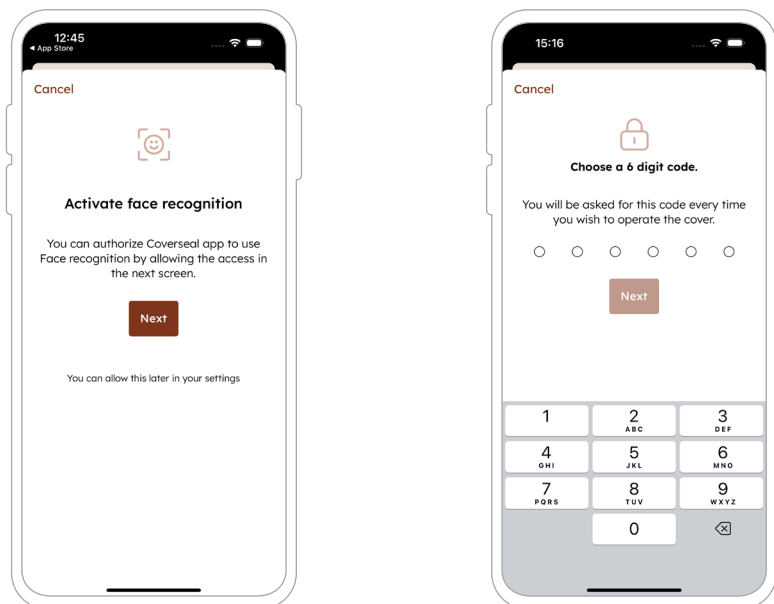 12:45
◀ App Store
Cancel
Activate face recognition
You can authorize Coverseal app to use
Face recognition by allowing the access in
the next screen.
Next
You can allow this later in your settings
15:16
Cancel
Choose a 6 digit code.
You will be asked for this code every time
you wish to operate the cover.
Next
1 2 3
ABC DEF
4 5 6
GHI JKL MNO
7 8 9
PQRS TUV WXYZ
0